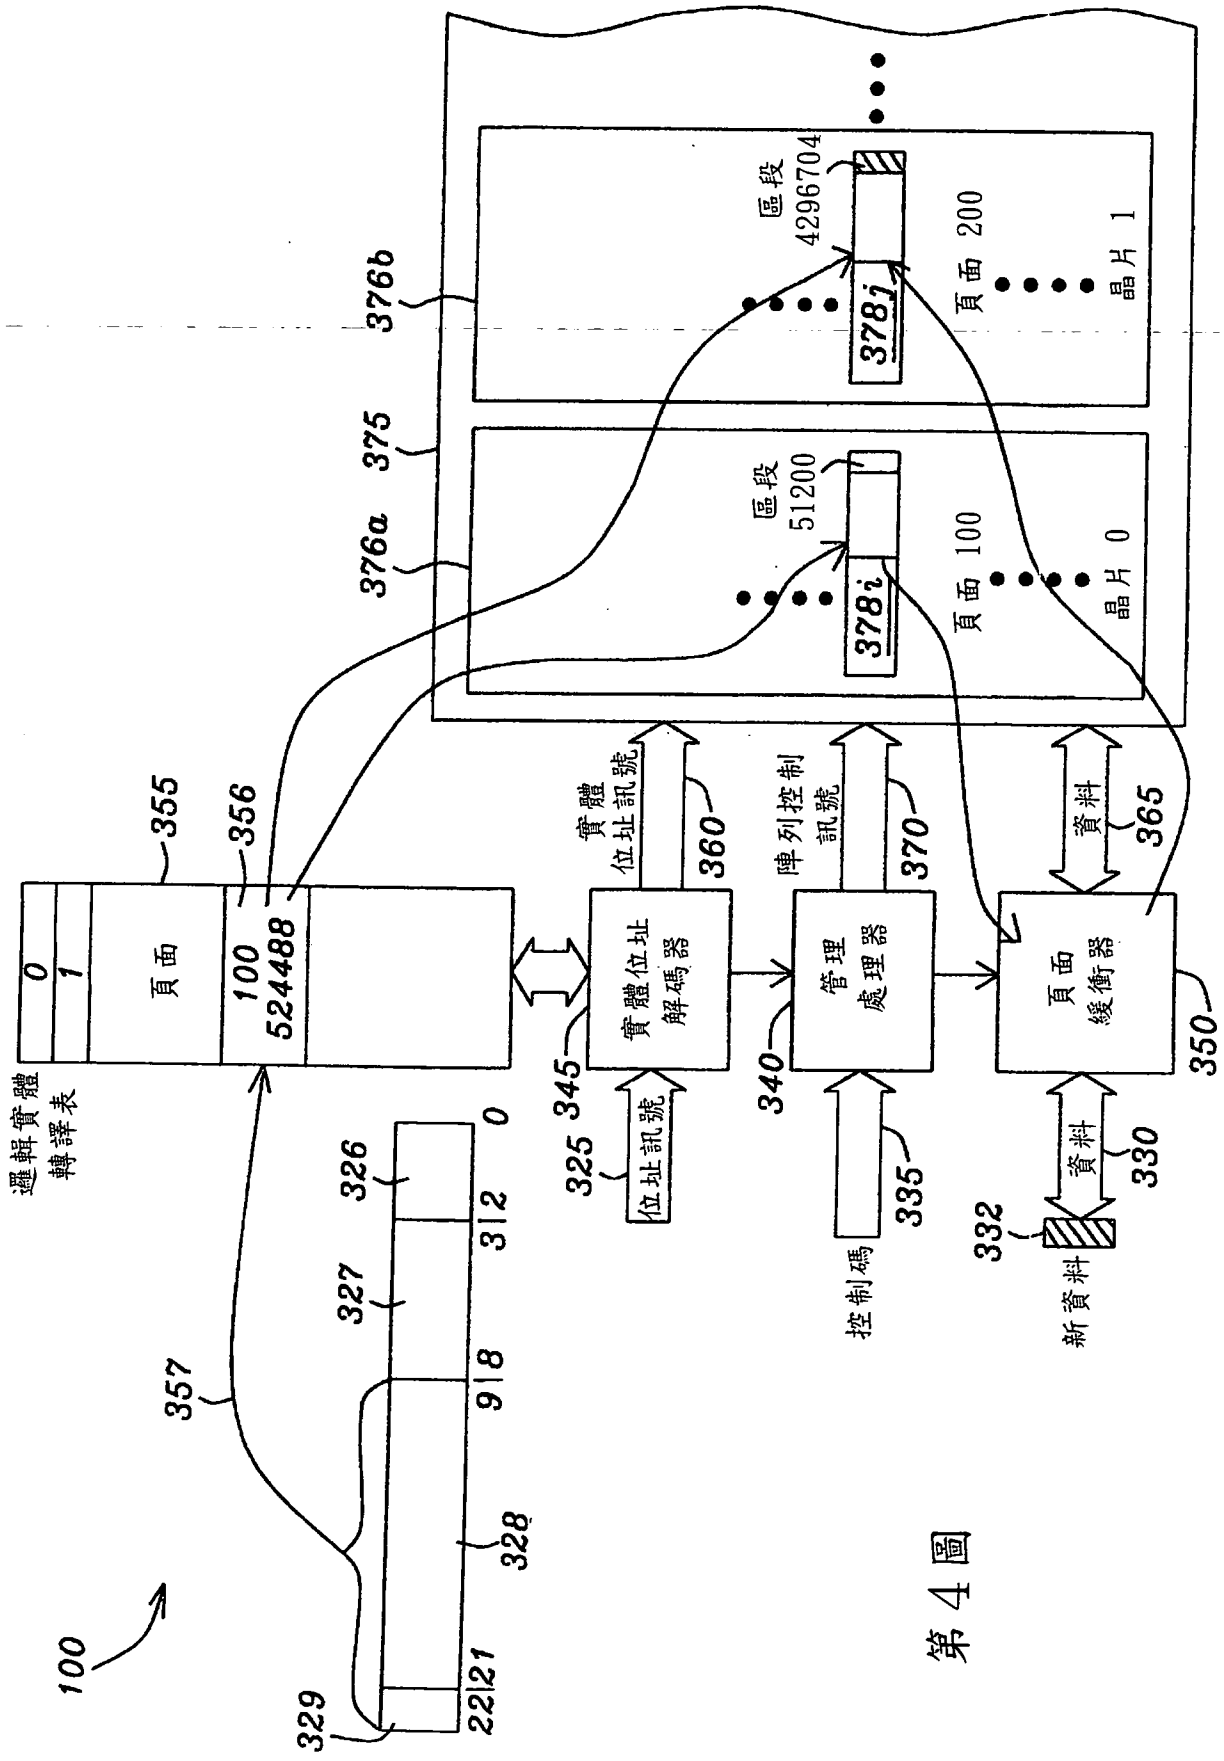 100
357
329
328
327
326
22|21
9|8
3|2
0
邏輯實體
轉譯表
0
1
頁面
100
524488
355
356
325
位址訊號
345
實體位址
解碼器
實體
位址訊號
360
控制碼
335
340
管理
處理器
陣列控制
訊號
370
新資料
332
資料
330
頁面
緩衝器
350
資料
365
375
376a
378i
區段
51200
頁面 100
晶片 0
376b
378j
區段
4296704
頁面 200
晶片 1
第 4 圖